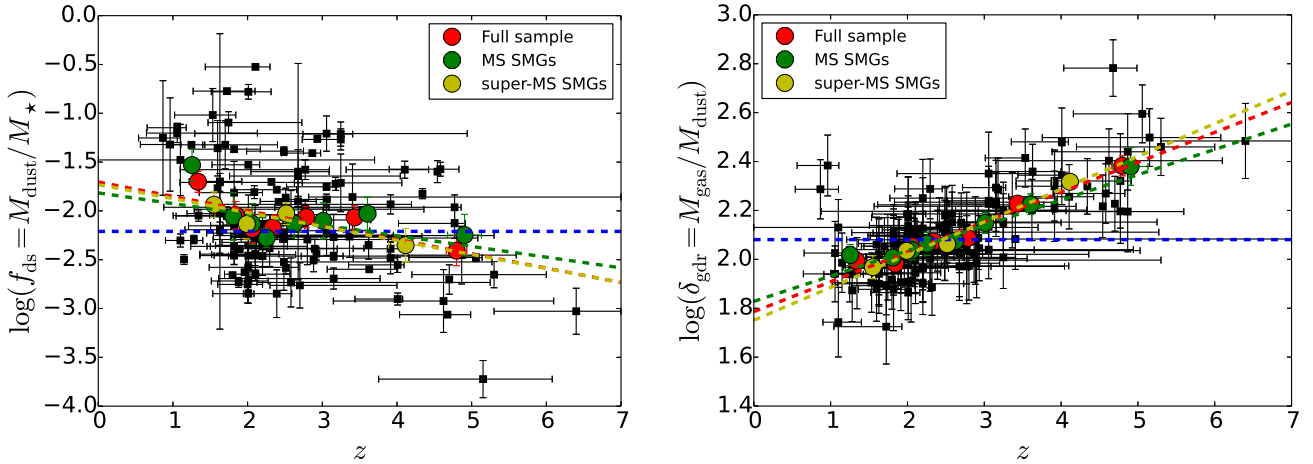 0.0
−0.5
−1.0
−1.5
−2.0
−2.5
−3.0
−3.5
−4.0
0 1 2 3 4 5 6 7
z
log(f_ds = M_dust/M_⋆)
Full sample
MS SMGs
super-MS SMGs
3.0
2.8
2.6
2.4
2.2
2.0
1.8
1.6
1.4
0 1 2 3 4 5 6 7
z
log(δ_gdr = M_gas/M_dust)
Full sample
MS SMGs
super-MS SMGs